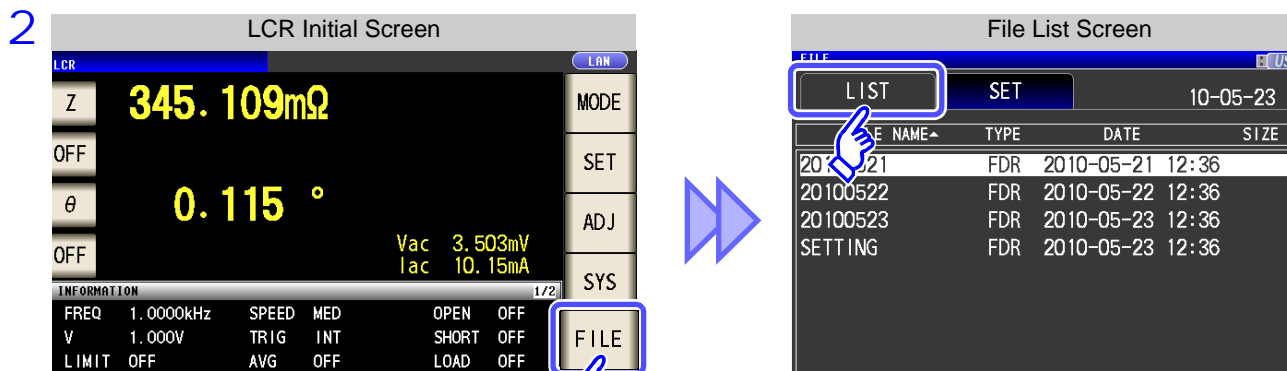 2
LCR Initial Screen
LCR
LAN
Z
345.109mΩ
MODE
OFF
SET
θ
0.115 °
ADJ
OFF
Vac 3.503mV
Iac 10.15mA
SYS
INFORMATION 1/2
FREQ 1.0000kHz SPEED MED OPEN OFF
V 1.000V TRIG INT SHORT OFF
LIMIT OFF AVG OFF LOAD OFF
FILE
File List Screen
FILE
LIST SET 10-05-23
NAME▲ TYPE DATE SIZE
FDR 2010-05-21 12:36
20100522 FDR 2010-05-22 12:36
20100523 FDR 2010-05-23 12:36
SETTING FDR 2010-05-23 12:36